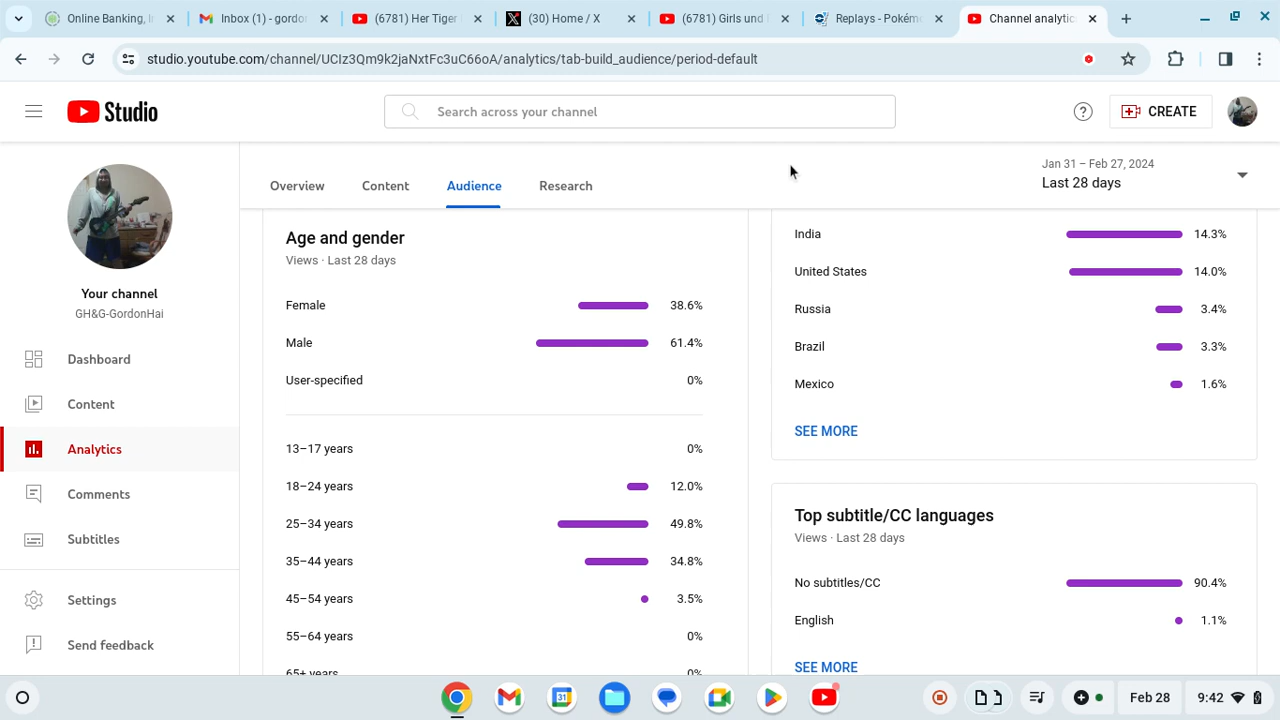 Online Banking, I
Inbox (1) - gordo
(6781) Her Tiger
(30) Home / X
(6781) Girls und
Replays - Pokém
Channel analytic
studio.youtube.com/channel/UCIz3Qm9k2jaNxtFc3uC66oA/analytics/tab-build_audience/period-default
Studio
Search across your channel
CREATE
Your channel
GH&G-GordonHai
Dashboard
Content
Analytics
Comments
Subtitles
Settings
Send feedback
Overview
Content
Audience
Research
Jan 31 – Feb 27, 2024
Last 28 days
Age and gender
Views · Last 28 days
Female 38.6%
Male 61.4%
User-specified 0%
13–17 years 0%
18–24 years 12.0%
25–34 years 49.8%
35–44 years 34.8%
45–54 years 3.5%
55–64 years 0%
65+ years 0%
India 14.3%
United States 14.0%
Russia 3.4%
Brazil 3.3%
Mexico 1.6%
SEE MORE
Top subtitle/CC languages
Views · Last 28 days
No subtitles/CC 90.4%
English 1.1%
SEE MORE
31
Feb 28
9:42